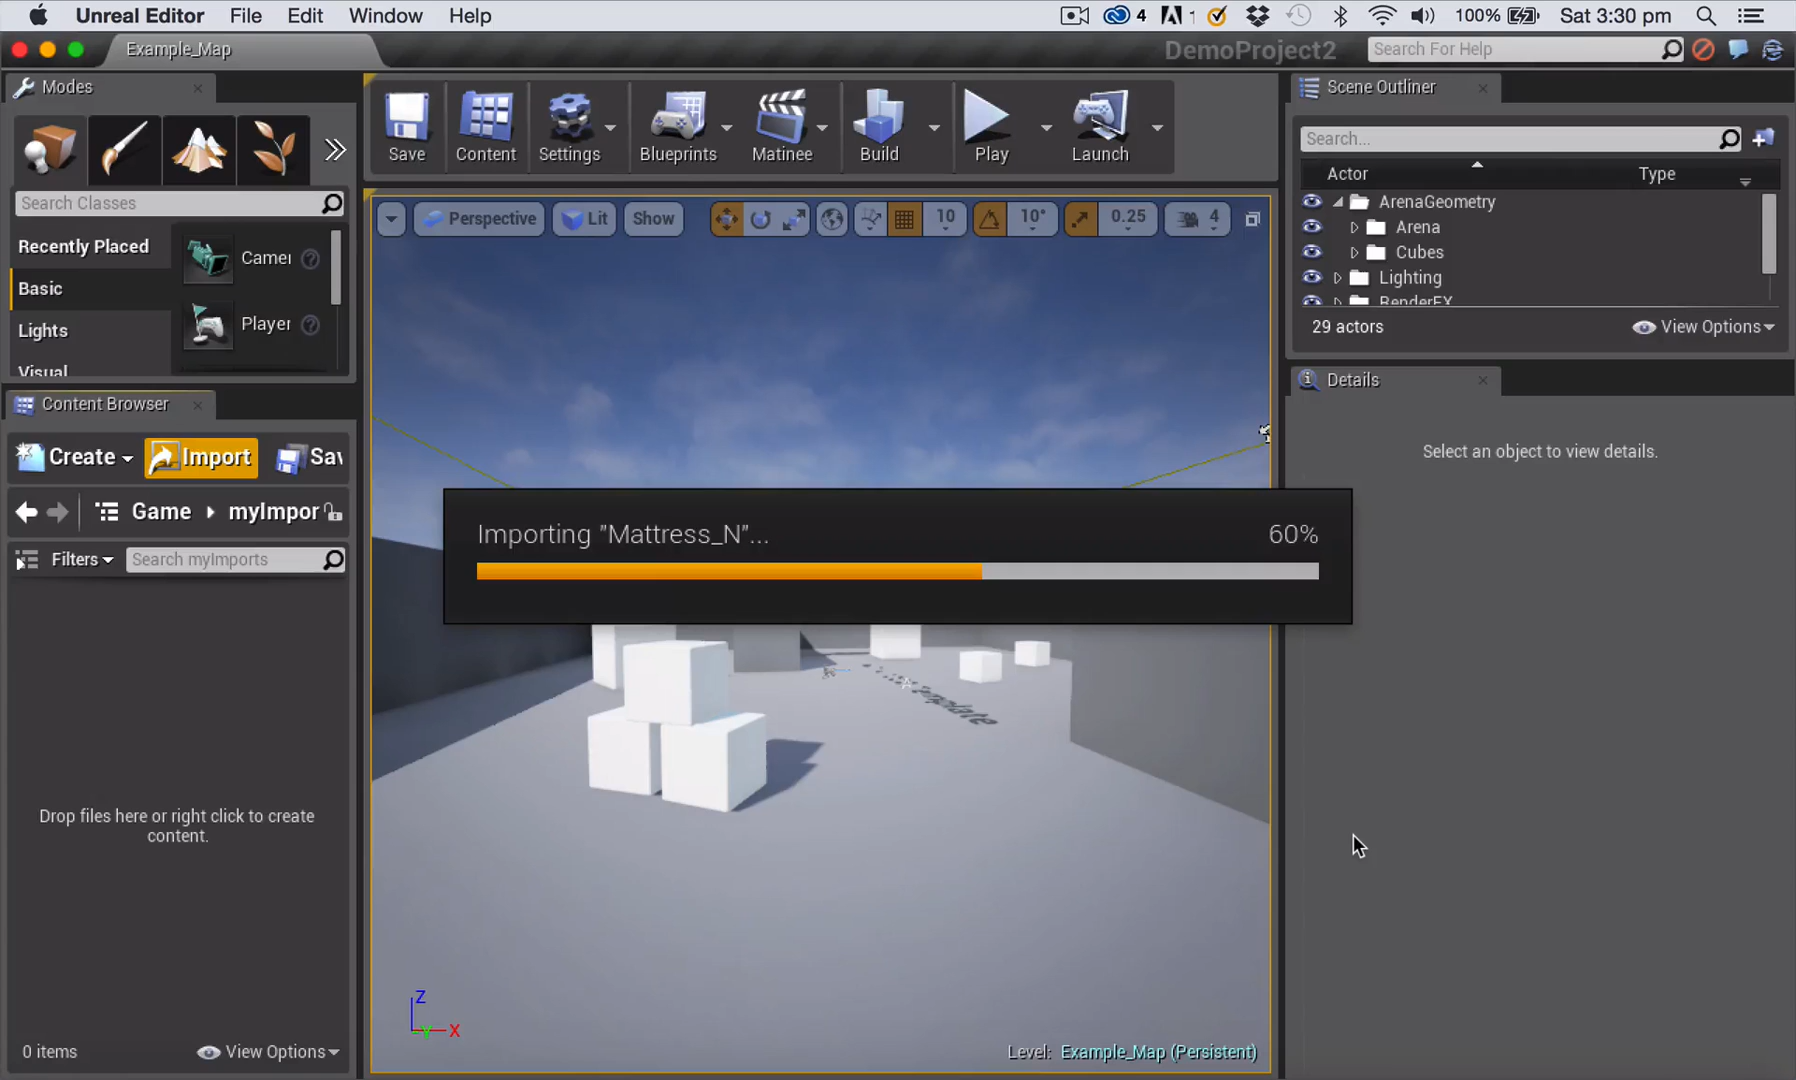 Unreal Editor File Edit Window Help 4 1 100% Sat 3:30 pm
Example_Map DemoProject2 Search For Help
Modes
Save Content Settings Blueprints Matinee Build Play Launch
Scene Outliner
Search...
Actor Type
Search Classes
Recently Placed
Basic
Lights
Visual
Camer
Player
Perspective Lit Show 10 10° 0.25 4
ArenaGeometry
Arena
Cubes
Lighting
RenderFX
29 actors View Options
Details
Select an object to view details.
Content Browser
Create Import Sav
Game myImpor
Filters Search myImports
Importing "Mattress_N"... 60%
Drop files here or right click to create
content.
Z
Y X
0 items View Options
Level: Example_Map (Persistent)